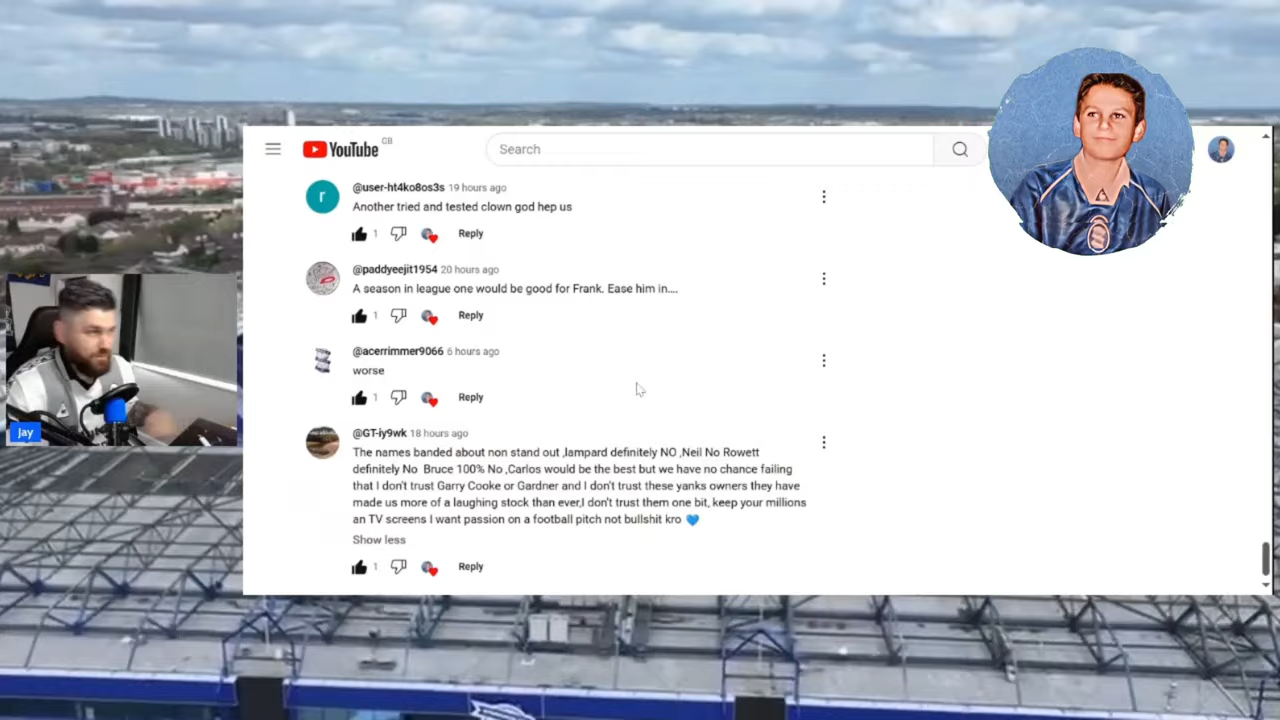 YouTube GB
Search
@user-ht4ko8os3s 19 hours ago
Another tried and tested clown god hep us
1 Reply
@paddyeejit1954 20 hours ago
A season in league one would be good for Frank. Ease him in....
1 Reply
@acerrimmer9066 6 hours ago
worse
1 Reply
@GT-iy9wk 18 hours ago
The names banded about non stand out ,lampard definitely NO ,Neil No Rowett
definitely No Bruce 100% No ,Carlos would be the best but we have no chance failing
that I don't trust Garry Cooke or Gardner and I don't trust these yanks owners they have
made us more of a laughing stock than ever,I don't trust them one bit, keep your millions
an TV screens I want passion on a football pitch not bullshit kro 💙
Show less
1 Reply
Jay
r